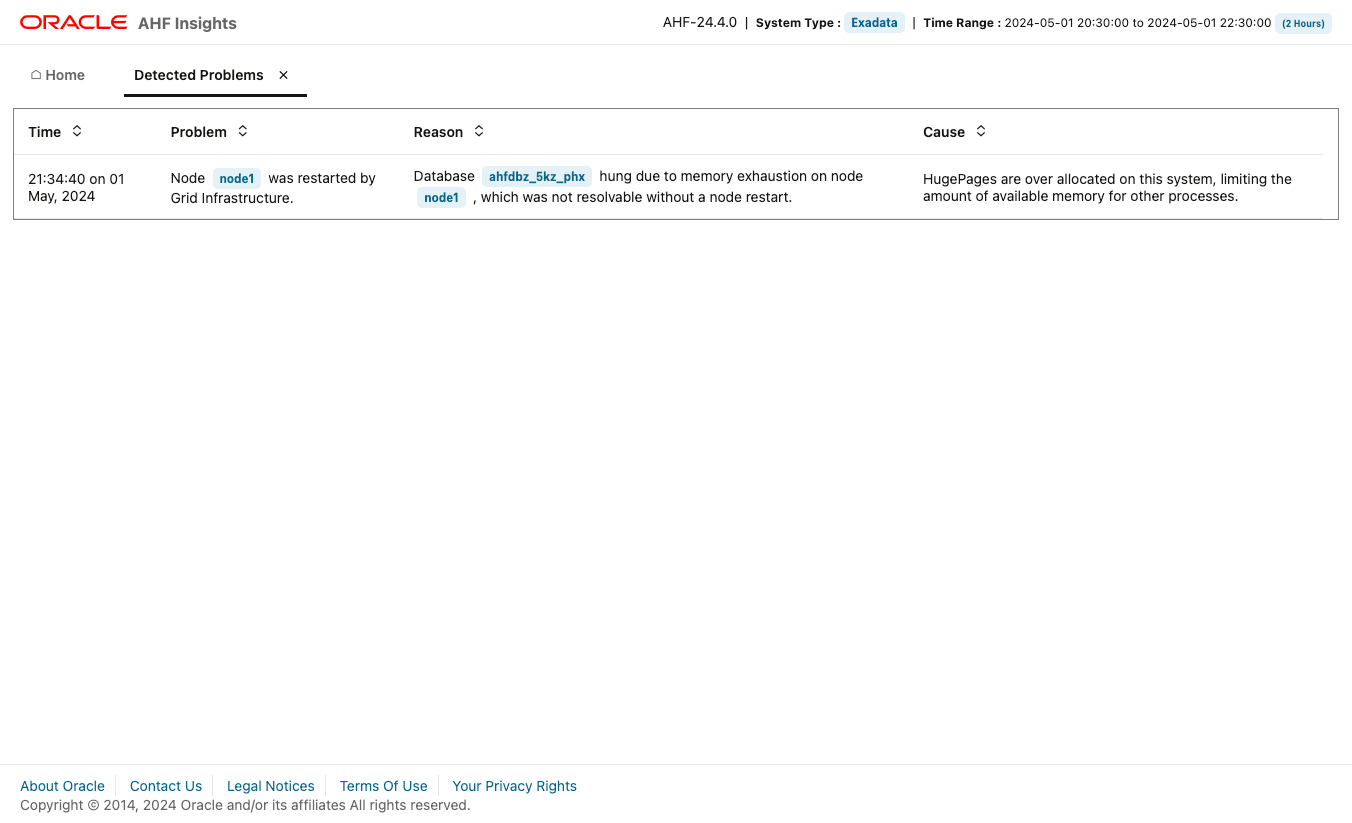 ORACLE AHF Insights AHF-24.4.0 | System Type : Exadata | Time Range : 2024-05-01 20:30:00 to 2024-05-01 22:30:00 (2 Hours)
Home Detected Problems ×
Time Problem Reason Cause
21:34:40 on 01
May, 2024
Node node1 was restarted by
Grid Infrastructure.
Database ahfdbz_5kz_phx hung due to memory exhaustion on node
node1 , which was not resolvable without a node restart.
HugePages are over allocated on this system, limiting the
amount of available memory for other processes.
About Oracle Contact Us Legal Notices Terms Of Use Your Privacy Rights
Copyright © 2014, 2024 Oracle and/or its affiliates All rights reserved.